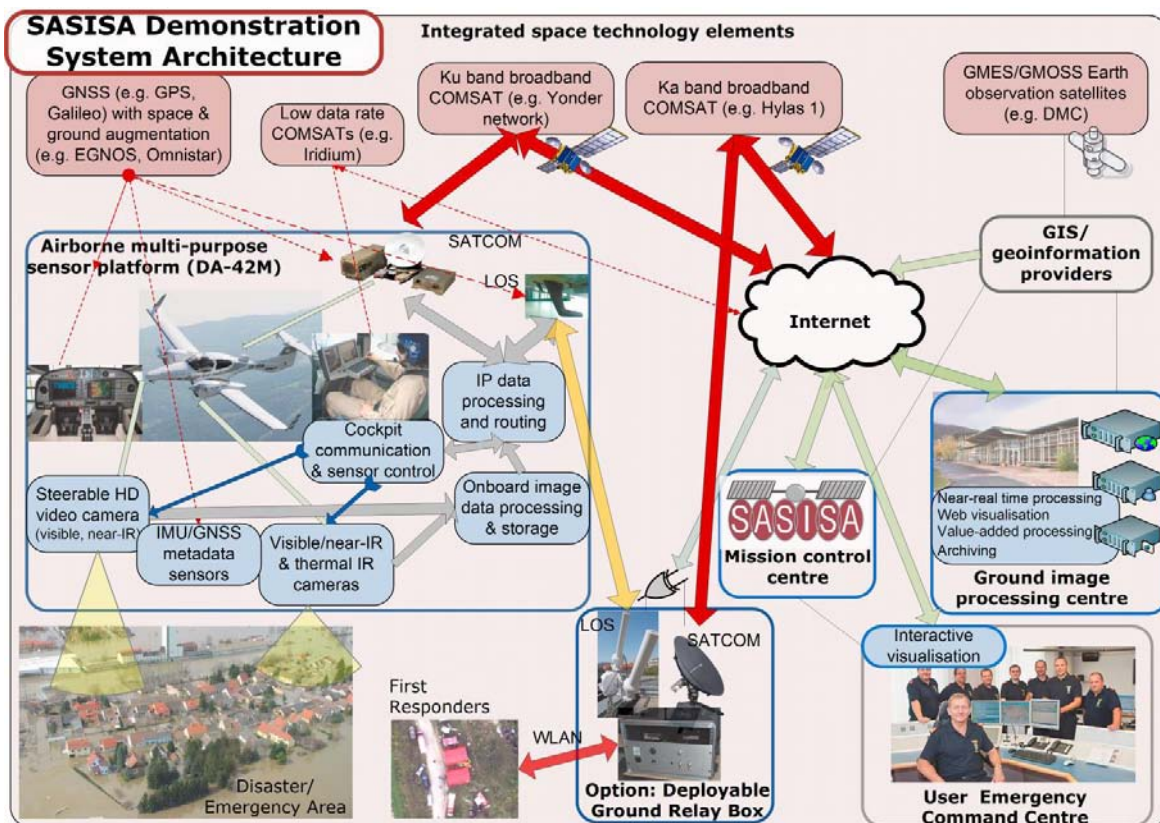 SASISA Demonstration
System Architecture
Integrated space technology elements
GNSS (e.g. GPS,
Galileo) with space &
ground augmentation
(e.g. EGNOS, Omnistar)
Low data rate
COMSATs (e.g.
Iridium)
Ku band broadband
COMSAT (e.g. Yonder
network)
Ka band broadband
COMSAT (e.g. Hylas 1)
GMES/GMOSS Earth
observation satellites
(e.g. DMC)
Airborne multi-purpose
sensor platform (DA-42M)
SATCOM
LOS
GIS/
geoinformation
providers
Internet
IP data
processing
and routing
Cockpit
communication
& sensor control
Steerable HD
video camera
(visible, near-IR)
IMU/GNSS
metadata
sensors
Visible/near-IR
& thermal IR
cameras
Onboard image
data processing
& storage
SASISA
Mission control
centre
Near-real time processing
Web visualisation
Value-added processing
Archiving
Ground image
processing centre
LOS
SATCOM
Interactive
visualisation
First
Responders
WLAN
Disaster/
Emergency Area
Option: Deployable
Ground Relay Box
User Emergency
Command Centre